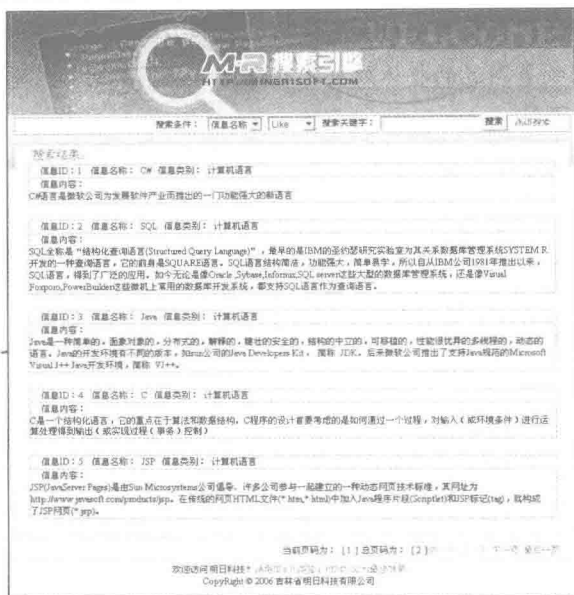 M·R 搜索引擎
HTTP://MINGRISOFT.COM
搜索条件： 信息名称 Like 搜索关键字： 搜索
搜索结果：
信息ID：1 信息名称： C# 信息类别： 计算机语言
信息内容：
C#语言是微软公司为发展软件产业而推出的一门功能强大的新语言
信息ID：2 信息名称： SQL 信息类别： 计算机语言
信息内容：
SQL全称是“结构化查询语言(Structured Query Language)”，最早的是IBM的圣约瑟研究实验室为其关系数据库管理系统SYSTEM R
开发的一种查询语言，它的前身是SQUARE语言。SQL语言结构简洁，功能强大，简单易学，所以自从IBM公司1981年推出以来，
SQL语言，得到了广泛的应用。如今无论是像Oracle ,Sybase,Informix,SQL server这些大型的数据库管理系统，还是像Visual
Foxporo,PowerBuilder这些微机上常用的数据库开发系统，都支持SQL语言作为查询语言。
信息ID：3 信息名称： Java 信息类别： 计算机语言
信息内容：
Java是一种简单的，面象对象的，分布式的，解释的，健壮的安全的，结构的中立的，可移植的，性能很优异的多线程的，动态的
语言。Java的开发环境有不同的版本，如sun公司的Java Developers Kit， 简称 JDK。后来微软公司推出了支持Java规范的Microsoft
Visual J++ Java开发环境，简称 VJ++。
信息ID：4 信息名称： C 信息类别： 计算机语言
信息内容：
C是一个结构化语言，它的重点在于算法和数据结构。C程序的设计首要考虑的是如何通过一个过程，对输入（或环境条件）进行运
算处理得到输出（或实现过程（事务）控制）
信息ID：5 信息名称： JSP 信息类别： 计算机语言
信息内容：
JSP(JavaServer Pages)是由Sun Microsystems公司倡导、许多公司参与一起建立的一种动态网页技术标准，其网址为
http://www.javasoft.com/products/jsp。在传统的网页HTML文件(*.htm,*.html)中加入Java程序片段(Scriptlet)和JSP标记(tag)，就构成
了JSP网页(*.jsp)。
当前页码为： [1] 总页码为： [2] 下一页 最后一页
欢迎访问明日科技
CopyRight © 2006 吉林省明日科技有限公司